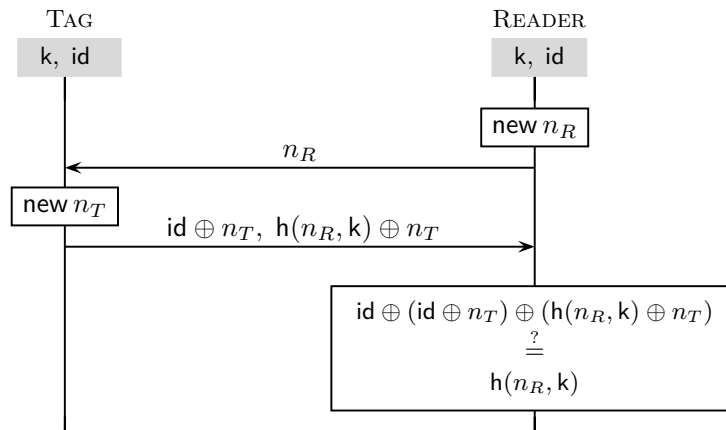 TAG READER
k, id k, id
new n_R
n_R
new n_T
id ⊕ n_T, h(n_R, k) ⊕ n_T
id ⊕ (id ⊕ n_T) ⊕ (h(n_R, k) ⊕ n_T)
?
=
h(n_R, k)